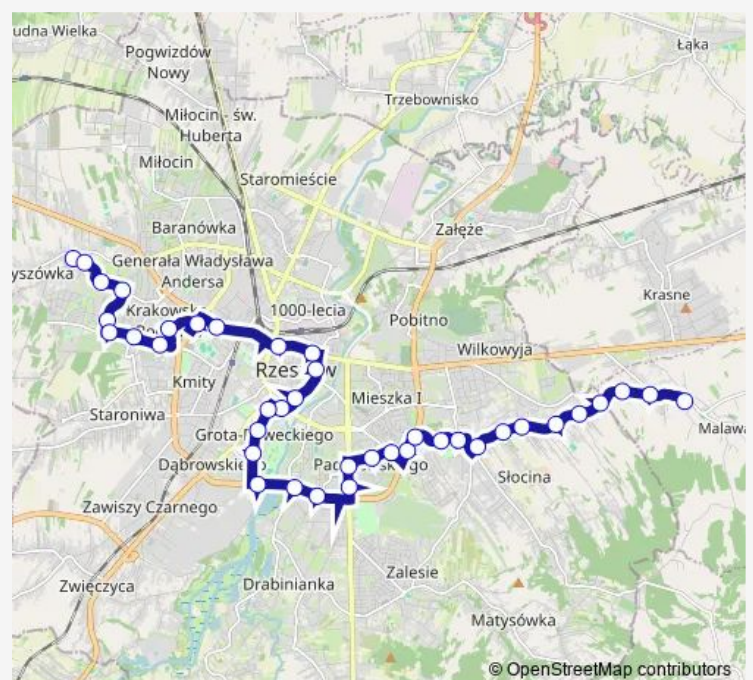 udna Wielka
Pogwizdów
Nowy
Łąka
Trzebownisko
Miłocin - św.
Huberta
Miłocin
Staromieście
Baranówka
Załęże
Generała Władysława
Andersa
yszówka
Krasne
1000-lecia
Krakowsk
Pobitno
Wilkowyja
Rzes
w
Kmity
Mieszka I
Staroniwa
Malawa
Grota-Roweckiego
Dąbrowskie
o
Słocina
Zawiszy Czarnego
Zalesie
Zwięczyca
Drabinianka
Matysówka
© OpenStreetMap contributors